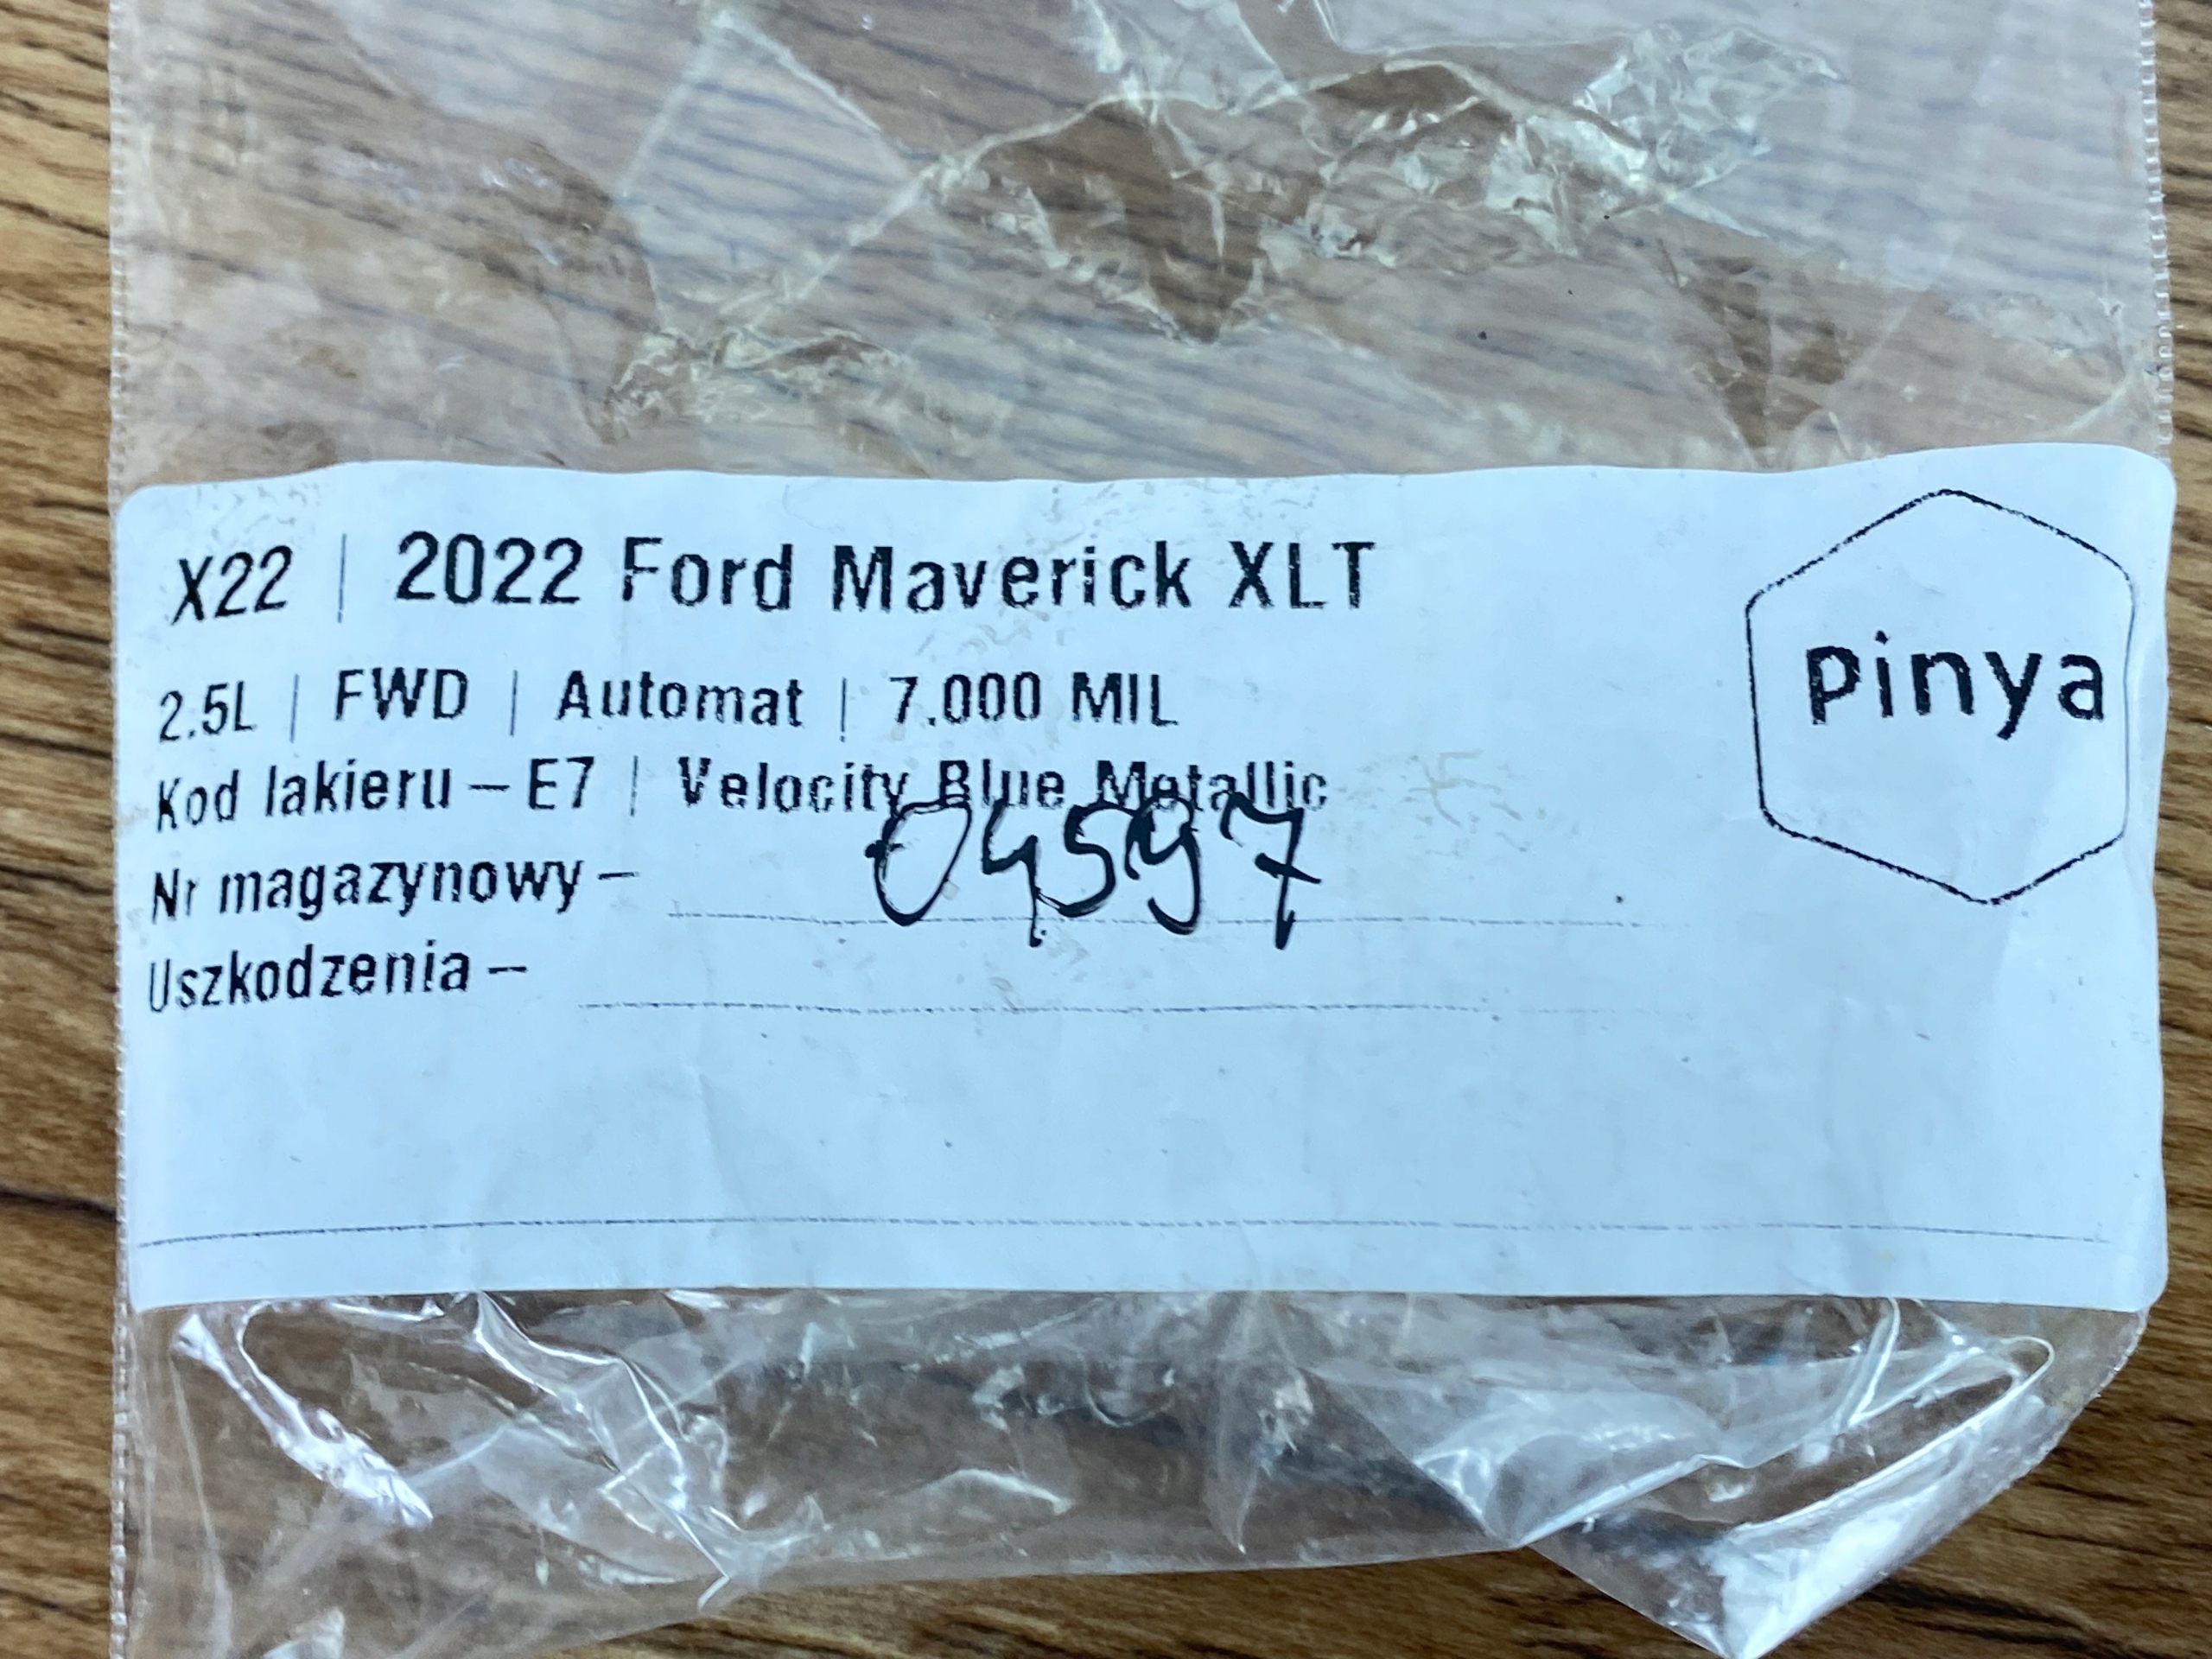 X22 | 2022 Ford Maverick XLT
pinya
2.5L | FWD | Automat | 7.000 MIL
Kod lakieru – E7 | Velocity Blue Metallic
Nr magazynowy – 04597
Uszkodzenia –